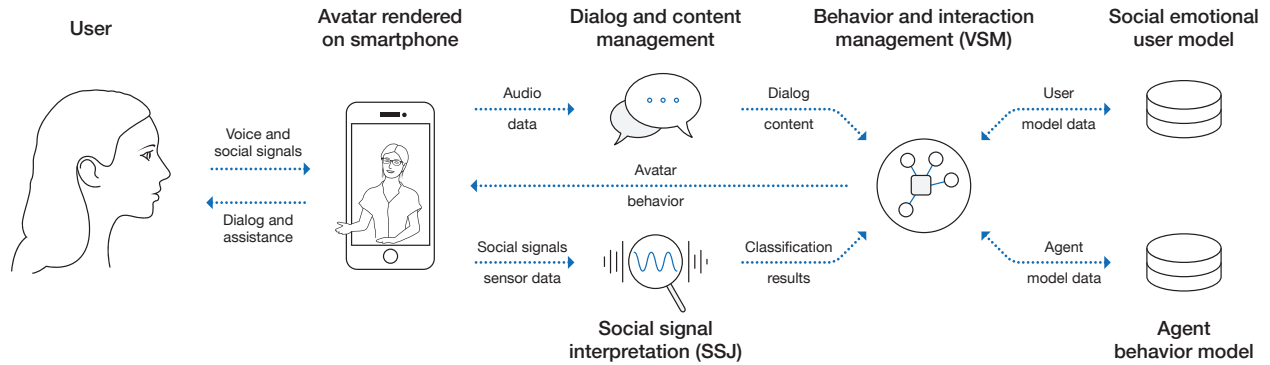 User
Avatar rendered
on smartphone
Dialog and content
management
Behavior and interaction
management (VSM)
Social emotional
user model
Voice and
social signals
Dialog and
assistance
Audio
data
Dialog
content
User
model data
Avatar
behavior
Social signals
sensor data
Classification
results
Agent
model data
Social signal
interpretation (SSJ)
Agent
behavior model